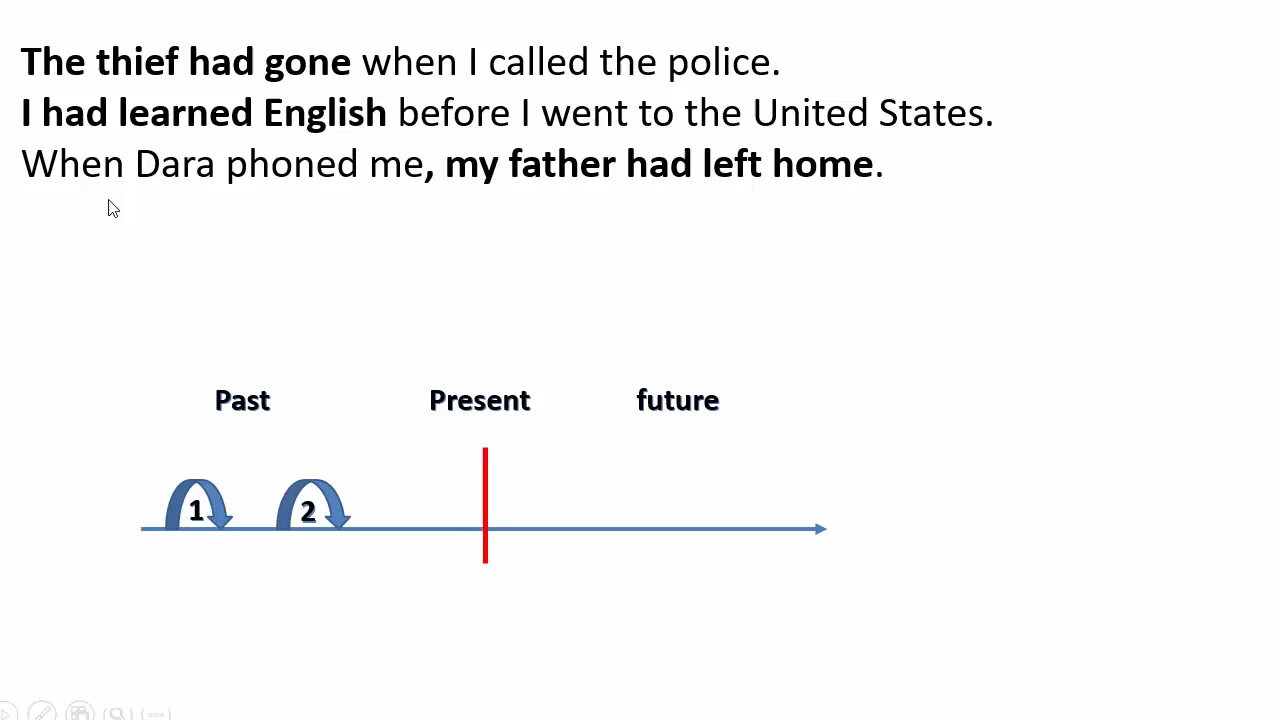 The thief had gone when I called the police.
I had learned English before I went to the United States.
When Dara phoned me, my father had left home.
Past Present future
1 2